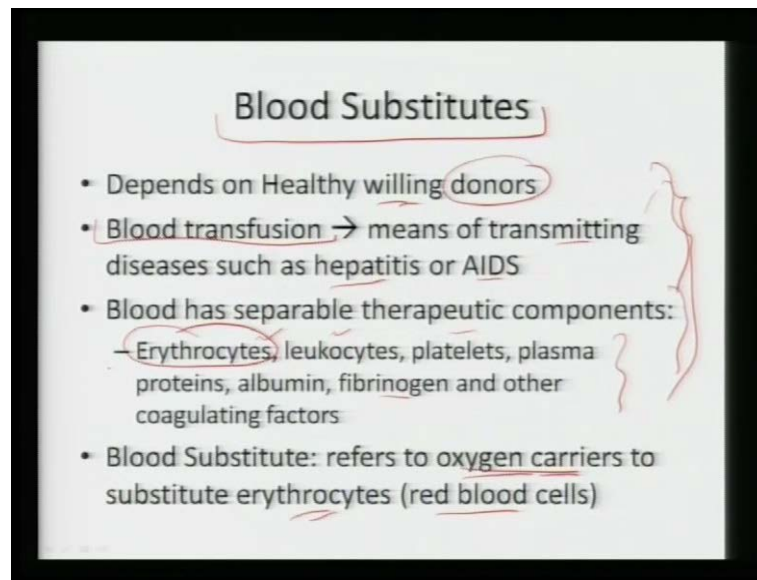 Blood Substitutes
• Depends on Healthy willing donors
• Blood transfusion → means of transmitting
diseases such as hepatitis or AIDS
• Blood has separable therapeutic components:
– Erythrocytes, leukocytes, platelets, plasma
proteins, albumin, fibrinogen and other
coagulating factors
• Blood Substitute: refers to oxygen carriers to
substitute erythrocytes (red blood cells)